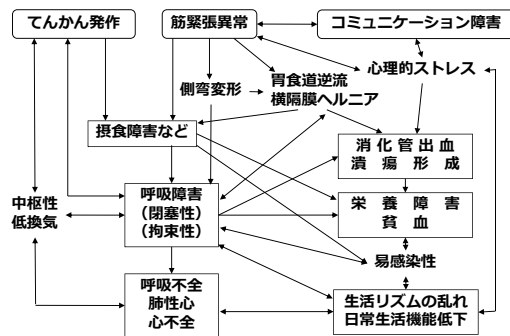 てんかん発作
筋緊張異常
コミュニケーション障害
側弯変形
胃食道逆流
横隔膜ヘルニア
心理的ストレス
摂食障害など
消化管出血
潰瘍形成
中枢性
低換気
呼吸障害
（閉塞性）
（拘束性）
栄養障害
貧血
易感染性
呼吸不全
肺性心
心不全
生活リズムの乱れ
日常生活機能低下